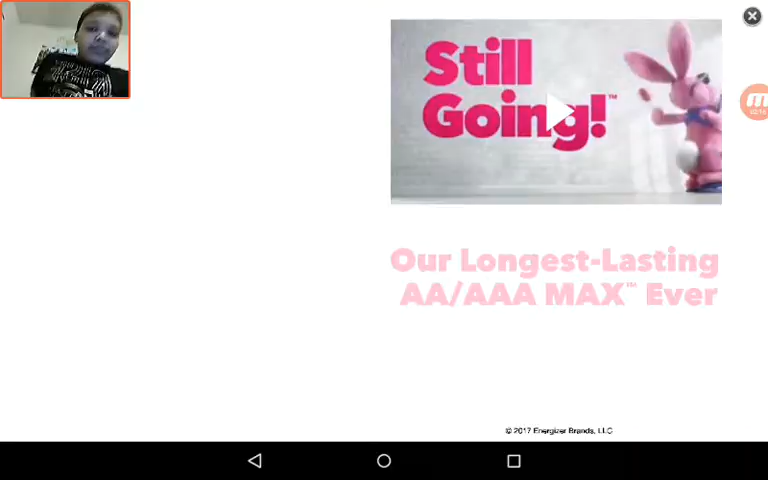 Still
Going!™
Our Longest-Lasting
AA/AAA MAX™ Ever
© 2017 Energizer Brands, LLC